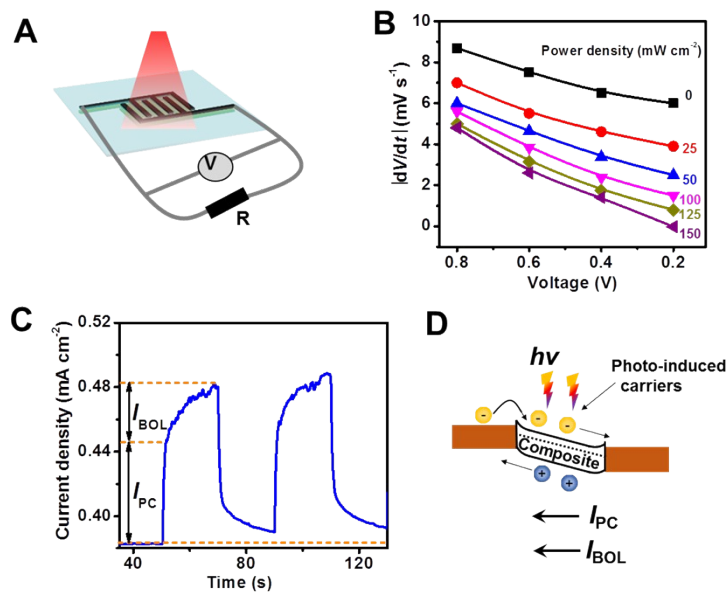 A
V
R
B
Power density (mW cm⁻²)
0
25
50
100
125
150
10
8
6
4
2
0
0.8 0.6 0.4 0.2
Voltage (V)
|dV/dt| (mV s⁻¹)
C
Current density (mA cm⁻²)
0.52
0.48
0.44
0.40
I_BOL
I_PC
40 80 120
Time (s)
D
hv
Photo-induced
carriers
- - - -
Composite
+ +
I_PC
I_BOL